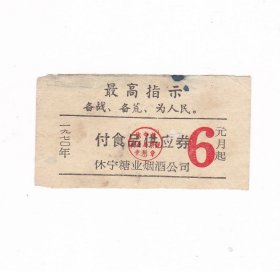 最高指示
备战、备荒、为人民。
一九七〇年
付食品供应券
6
元月起
休宁糖业烟酒公司